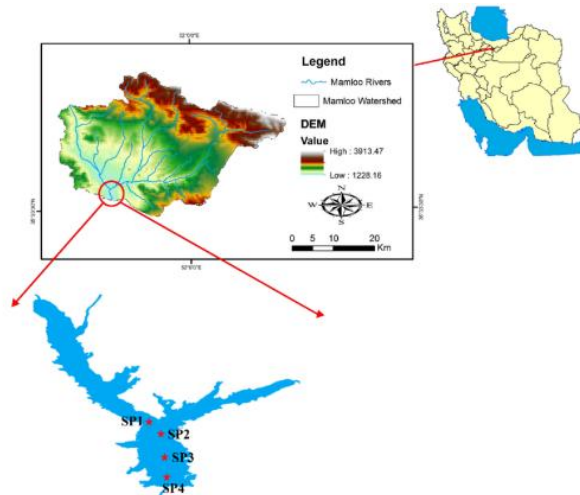 Legend
Mamloo Rivers
Mamloo Watershed
DEM
Value
High : 3913.47
Low : 1228.16
N
W E
S
0 5 10 20
Km
SP1
SP2
SP3
SP4